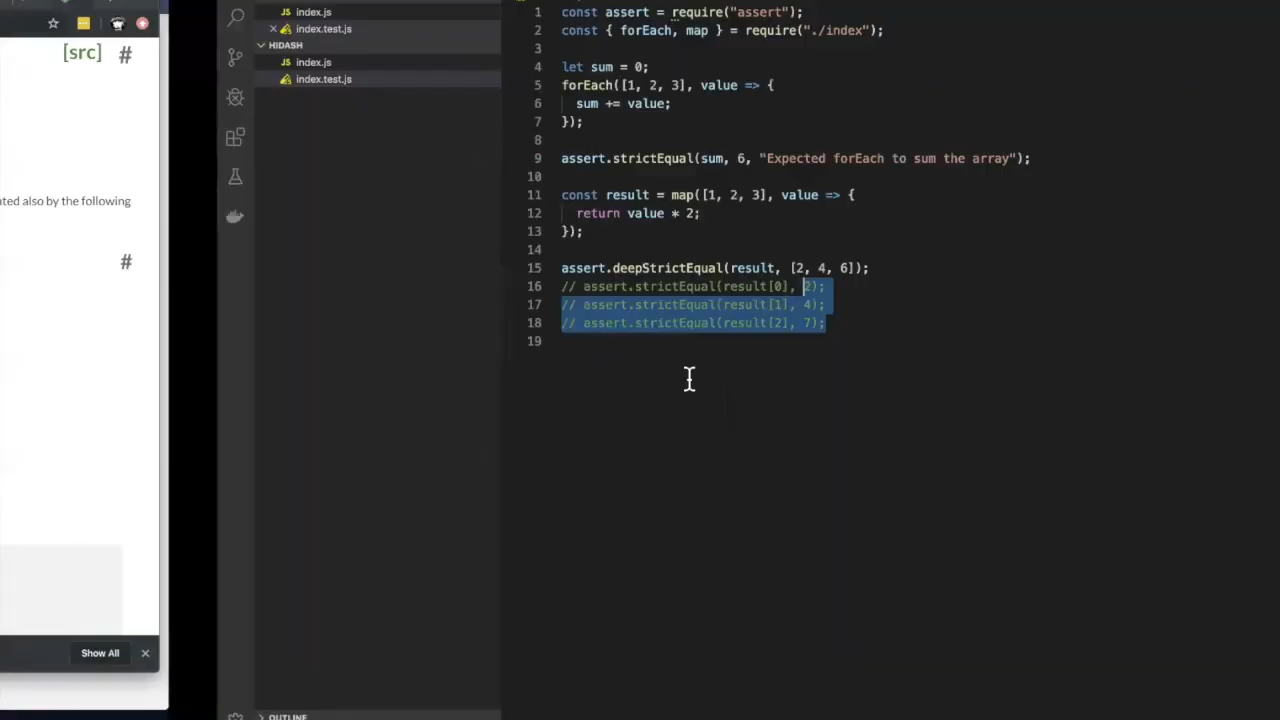 [src] #
ated also by the following
#
Show All
index.js
index.test.js
HIDASH
index.js
index.test.js
OUTLINE
1 const assert = require("assert");
2 const { forEach, map } = require("./index");
3
4 let sum = 0;
5 forEach([1, 2, 3], value => {
6 sum += value;
7 });
8
9 assert.strictEqual(sum, 6, "Expected forEach to sum the array");
10
11 const result = map([1, 2, 3], value => {
12 return value * 2;
13 });
14
15 assert.deepStrictEqual(result, [2, 4, 6]);
16 // assert.strictEqual(result[0], 2);
17 // assert.strictEqual(result[1], 4);
18 // assert.strictEqual(result[2], 7);
19